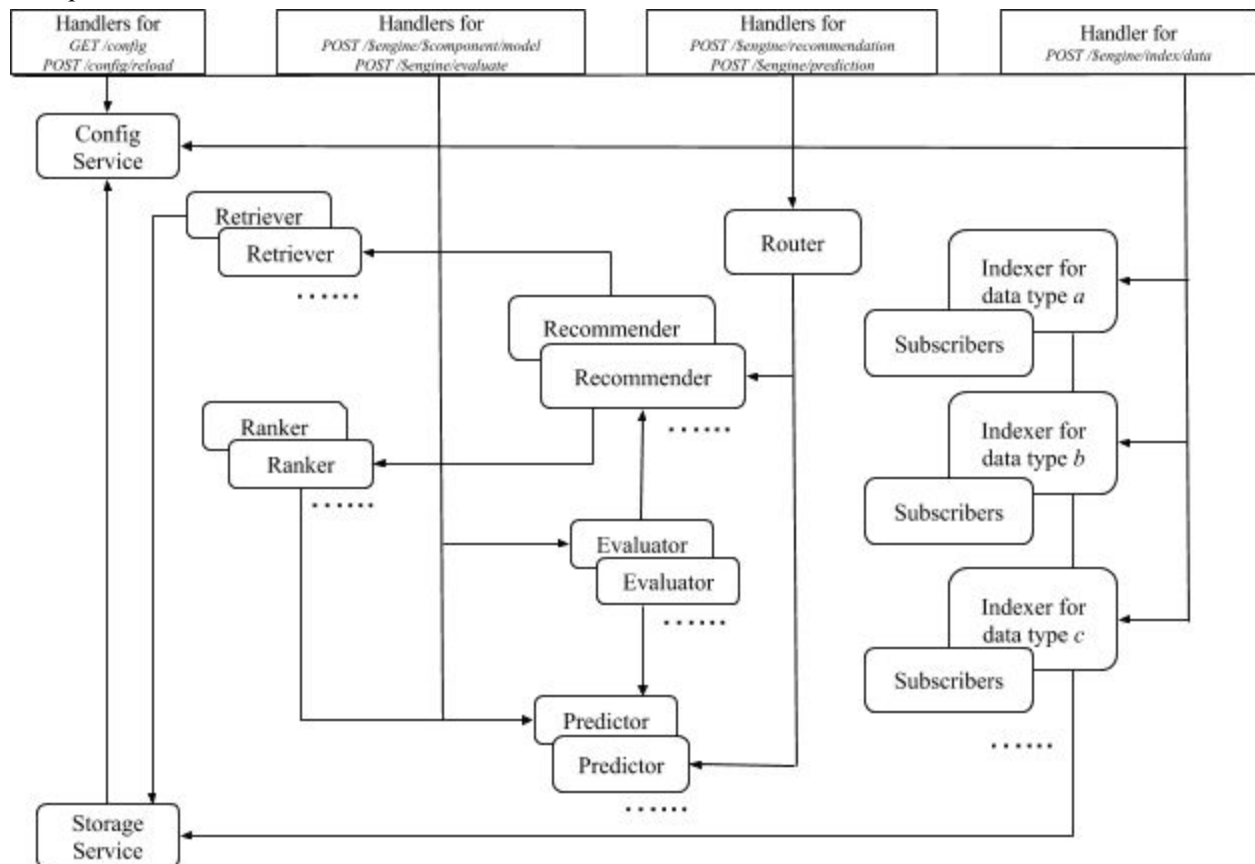 Handlers for
GET /config
POST /config/reload
Handlers for
POST /$engine/$component/model
POST /$engine/evaluate
Handlers for
POST /$engine/recommendation
POST /$engine/prediction
Handler for
POST /$engine/index/data
Config
Service
Retriever
Retriever
......
Router
Indexer for
data type a
Subscribers
Recommender
Recommender
......
Ranker
Ranker
......
Indexer for
data type b
Subscribers
Evaluator
Evaluator
......
Indexer for
data type c
Subscribers
......
Predictor
Predictor
......
Storage
Service